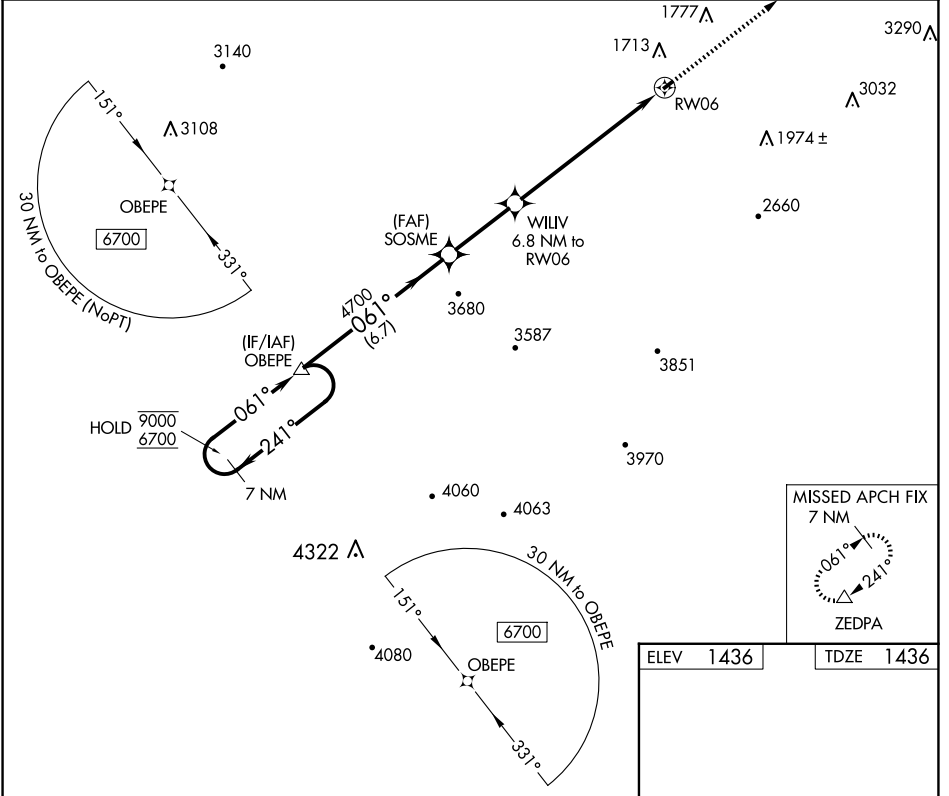 1777
3290
1713
3140
RW06
3032
151°
3108
1974 ±
OBEPE
6700
331°
30 NM to OBEPE (NoPT)
(FAF)
SOSME
WILIV
6.8 NM to
RW06
2660
4700
061°
(6.7)
3680
3587
3851
(IF/IAF)
OBEPE
061°
241°
HOLD 9000
6700
7 NM
3970
4060
4063
4322
30 NM to OBEPE
151°
6700
4080
OBEPE
331°
MISSED APCH FIX
7 NM
061°
241°
ZEDPA
ELEV 1436
TDZE 1436